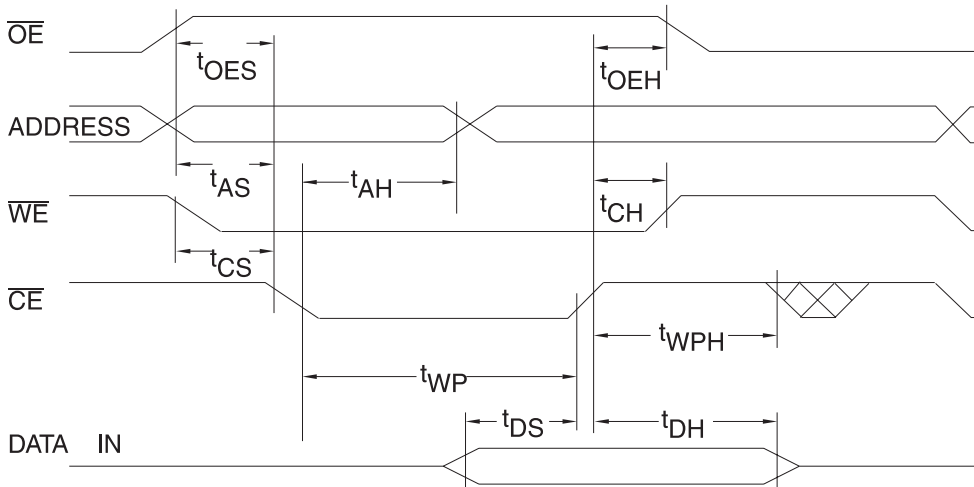 OE
tOES
tOEH
ADDRESS
tAS
tAH
WE
tCH
tCS
CE
tWPH
tWP
tDS
tDH
DATA IN